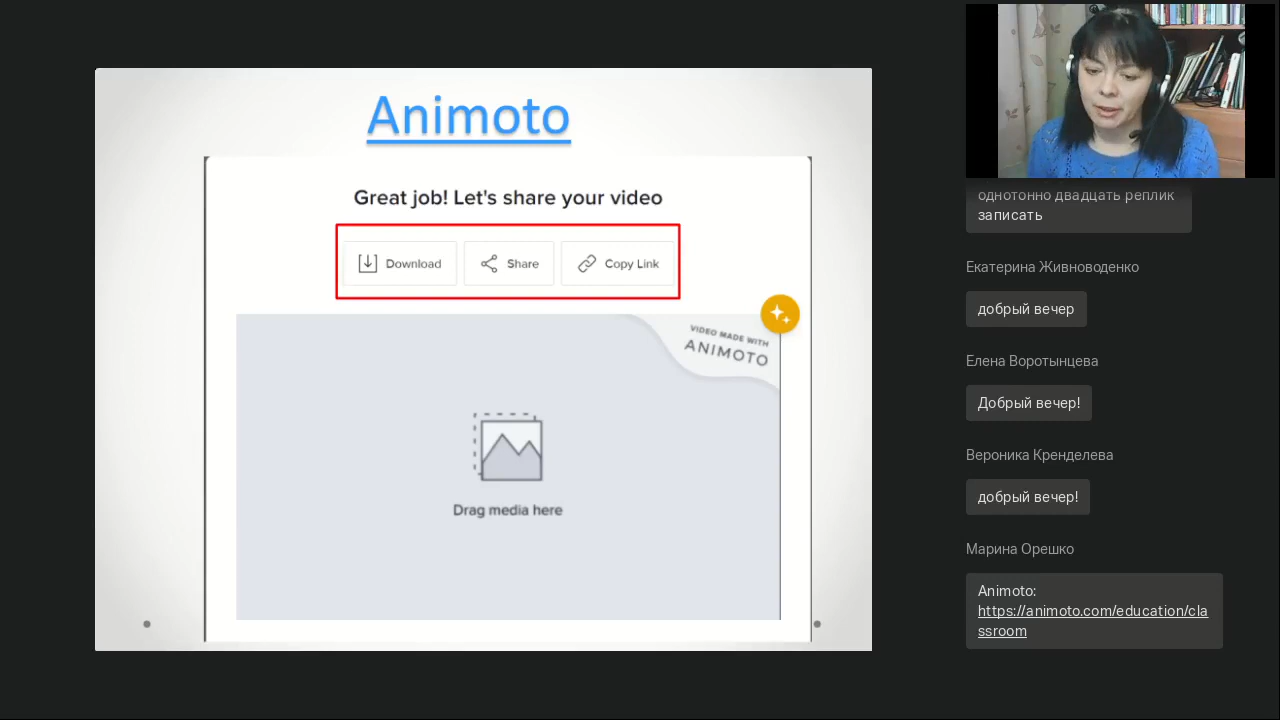 Animoto
Great job! Let's share your video
Download
Share
Copy Link
VIDEO MADE WITH
ANIMOTO
Drag media here
однотонно двадцать реплик
записать
Екатерина Живноводенко
добрый вечер
Елена Воротынцева
Добрый вечер!
Вероника Кренделева
добрый вечер!
Марина Орешко
Animoto:
https://animoto.com/education/cla
ssroom